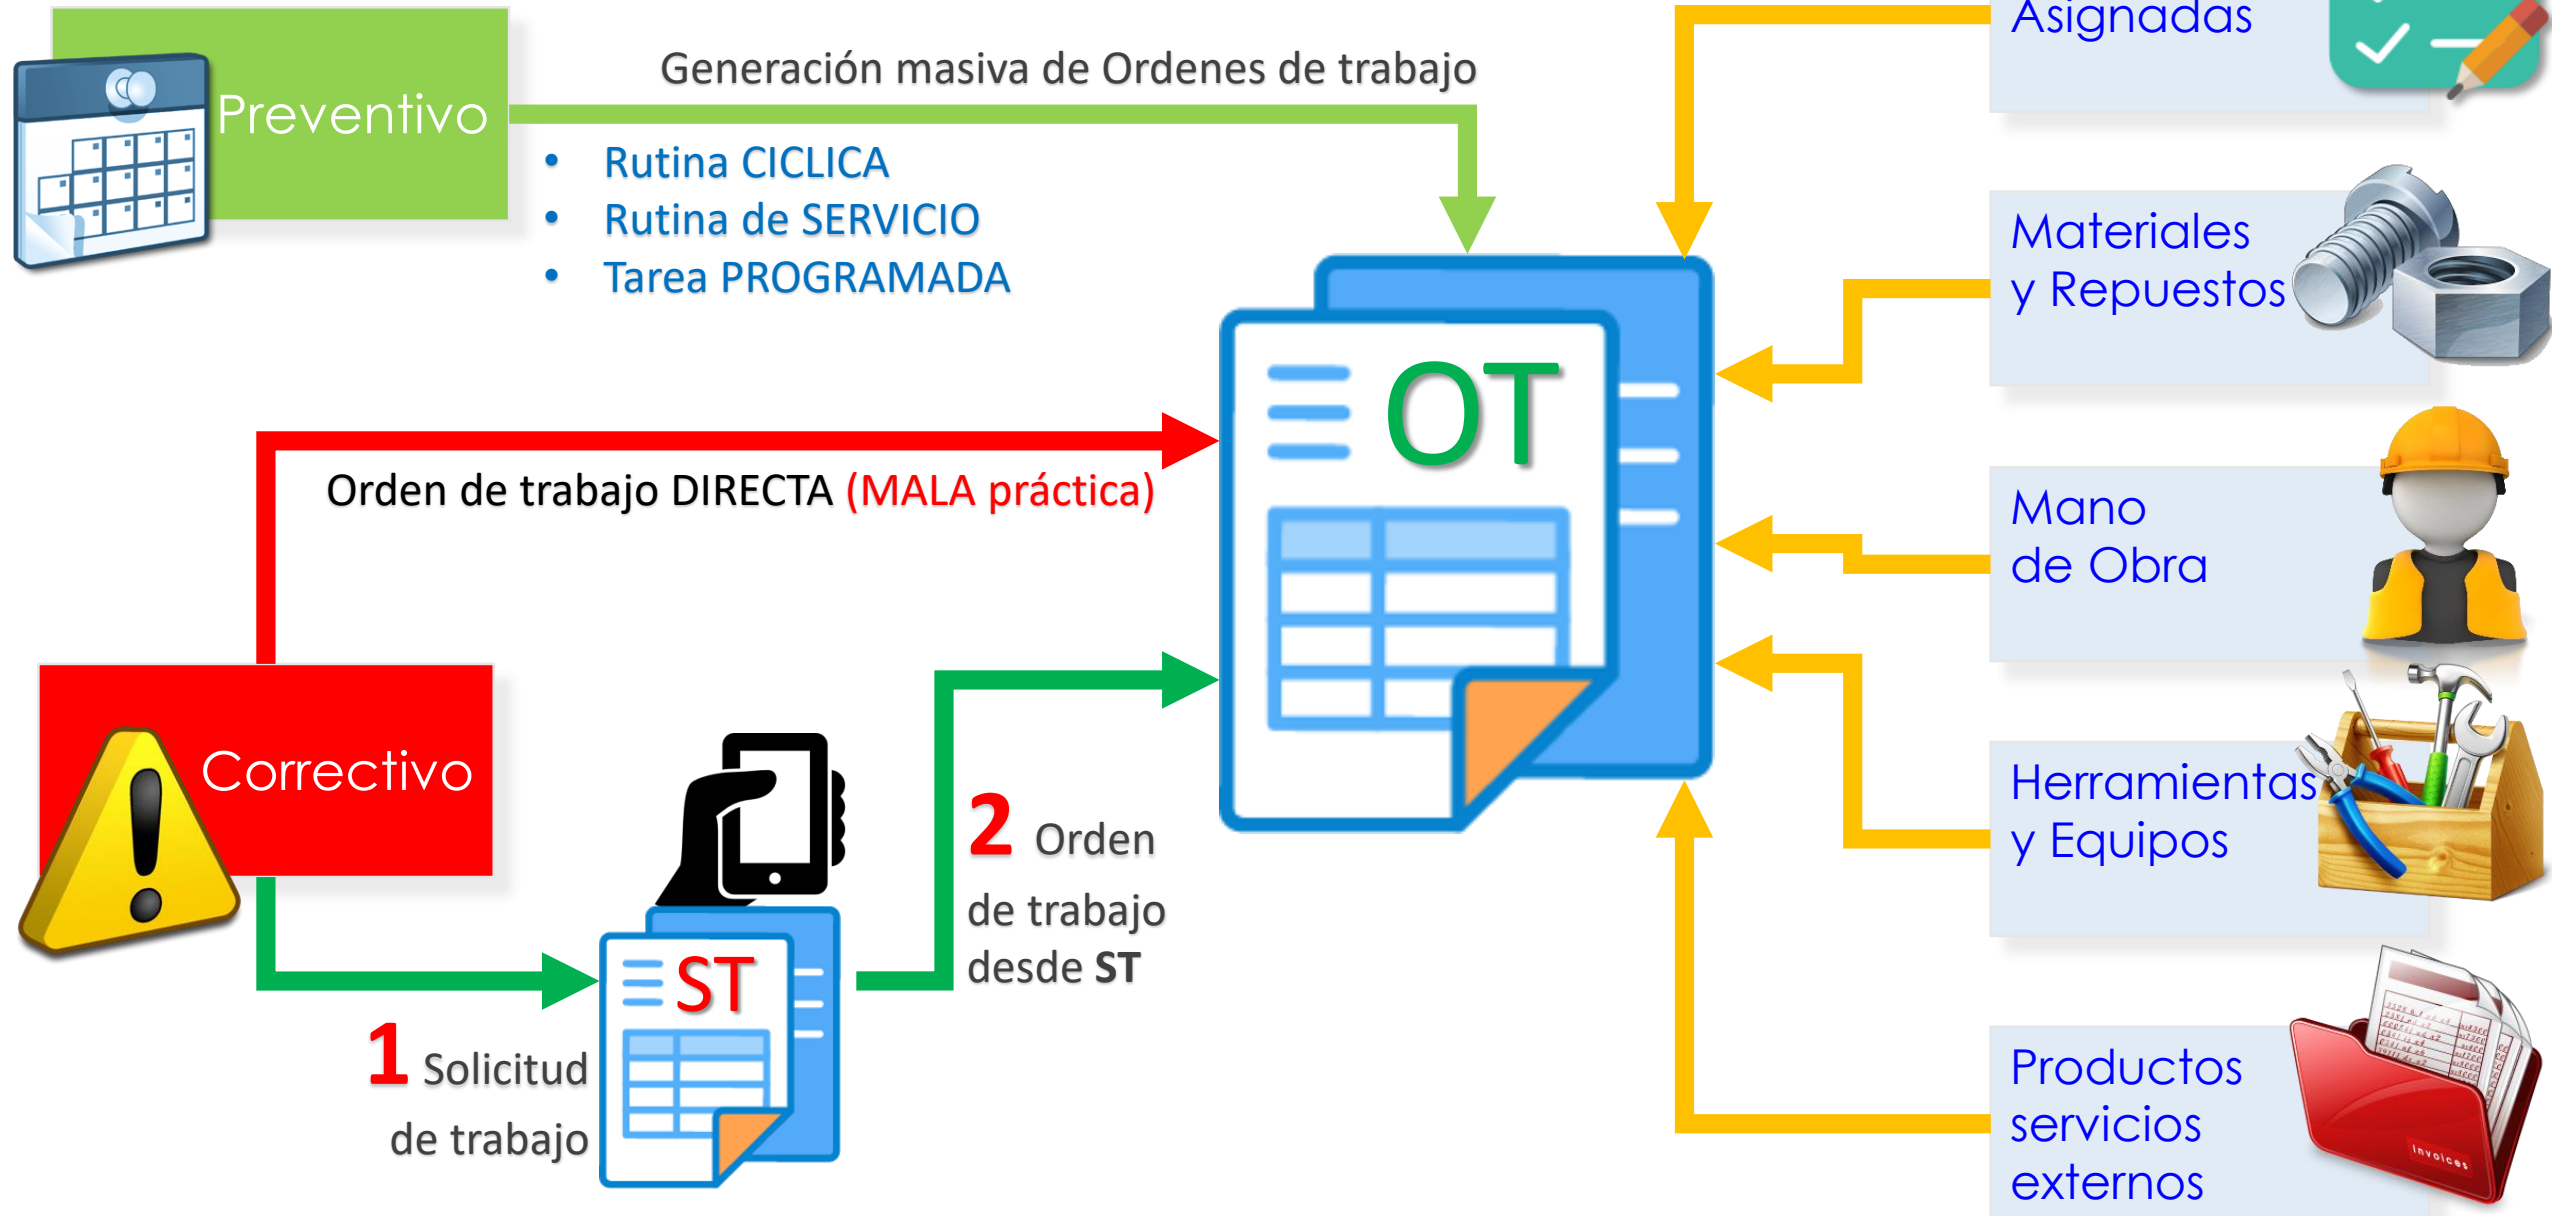 Preventivo
Generación masiva de Ordenes de trabajo
• Rutina CICLICA
• Rutina de SERVICIO
• Tarea PROGRAMADA
Orden de trabajo DIRECTA (MALA práctica)
Correctivo
1 Solicitud
de trabajo
ST
2 Orden
de trabajo
desde ST
OT
Asignadas
Materiales
y Repuestos
Mano
de Obra
Herramientas
y Equipos
Productos
servicios
externos
Invoices